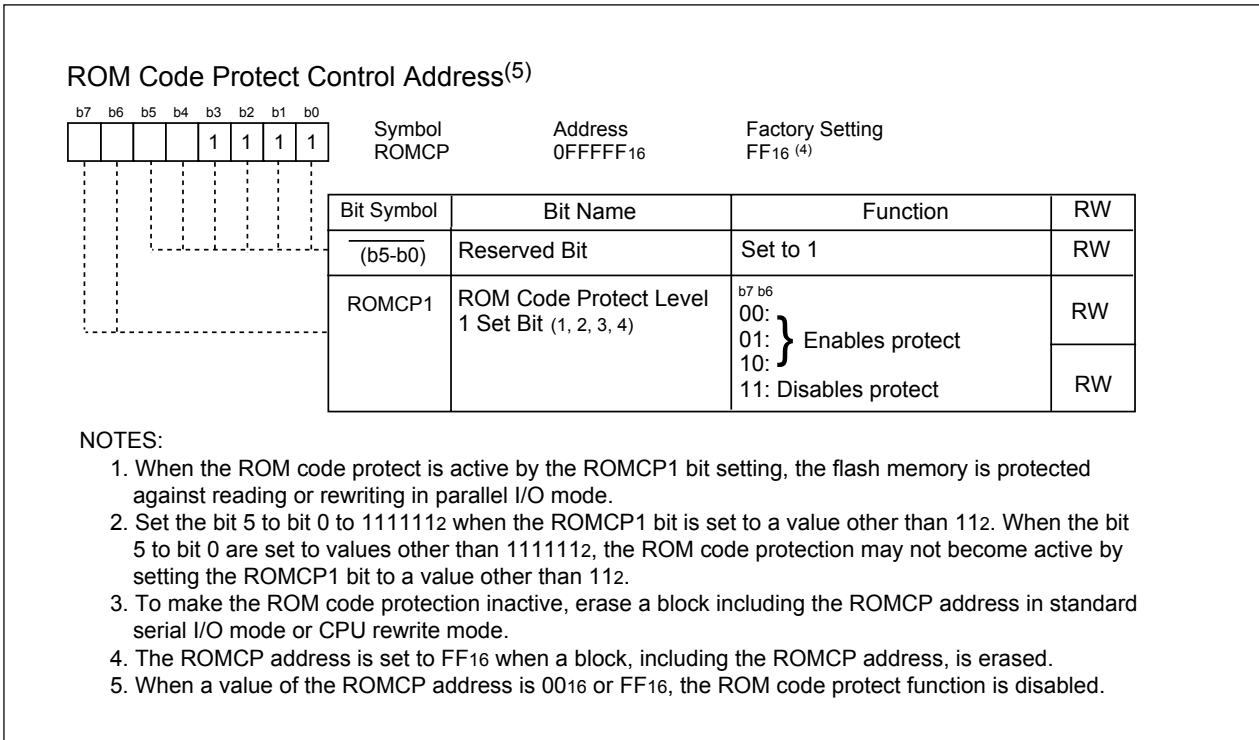 ROM Code Protect Control Address(5)
b7 b6 b5 b4 b3 b2 b1 b0
1 1 1 1
Symbol Address Factory Setting
ROMCP 0FFFFF16 FF16 (4)
Bit Symbol Bit Name Function RW
(b5-b0) Reserved Bit Set to 1 RW
ROMCP1 ROM Code Protect Level
1 Set Bit (1, 2, 3, 4)
b7 b6
00:
01: } Enables protect
10:
11: Disables protect
RW
RW
NOTES:
1. When the ROM code protect is active by the ROMCP1 bit setting, the flash memory is protected
against reading or rewriting in parallel I/O mode.
2. Set the bit 5 to bit 0 to 1111112 when the ROMCP1 bit is set to a value other than 112. When the bit
5 to bit 0 are set to values other than 1111112, the ROM code protection may not become active by
setting the ROMCP1 bit to a value other than 112.
3. To make the ROM code protection inactive, erase a block including the ROMCP address in standard
serial I/O mode or CPU rewrite mode.
4. The ROMCP address is set to FF16 when a block, including the ROMCP address, is erased.
5. When a value of the ROMCP address is 0016 or FF16, the ROM code protect function is disabled.